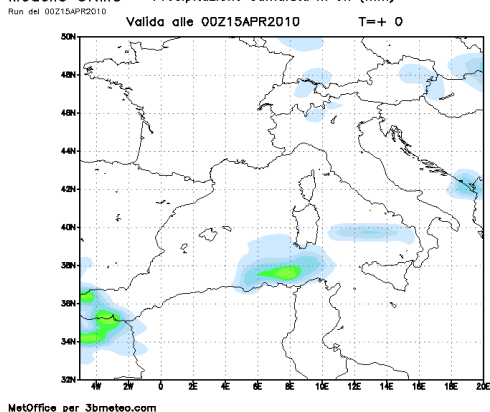 Run del 00Z15APR2010
Valida alle 00Z15APR2010 T=+ 0
50N
48N
46N
44N
42N
40N
38N
36N
34N
32N
4W 2W 0 2E 4E 6E 8E 10E 12E 14E 16E 18E 20E
MetOffice per 3bmeteo.com